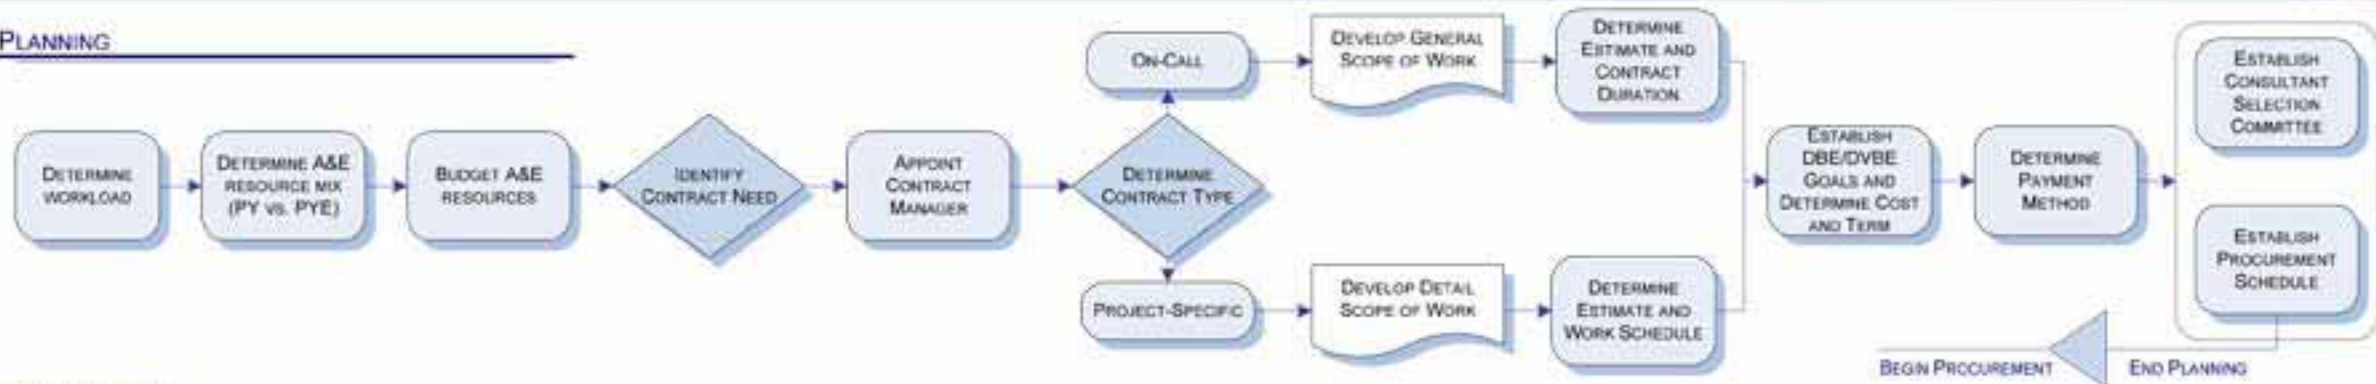 PLANNING
DETERMINE
WORKLOAD
DETERMINE A&E
RESOURCE MIX
(PY VS. PYE)
BUDGET A&E
RESOURCES
IDENTIFY
CONTRACT NEED
APPOINT
CONTRACT
MANAGER
DETERMINE
CONTRACT TYPE
ON-CALL
DEVELOP GENERAL
SCOPE OF WORK
DETERMINE
ESTIMATE AND
CONTRACT
DURATION
PROJECT-SPECIFIC
DEVELOP DETAIL
SCOPE OF WORK
DETERMINE
ESTIMATE AND
WORK SCHEDULE
ESTABLISH
DBE/DVBE
GOALS AND
DETERMINE COST
AND TERM
DETERMINE
PAYMENT
METHOD
ESTABLISH
CONSULTANT
SELECTION
COMMITTEE
ESTABLISH
PROCUREMENT
SCHEDULE
BEGIN PROCUREMENT
END PLANNING